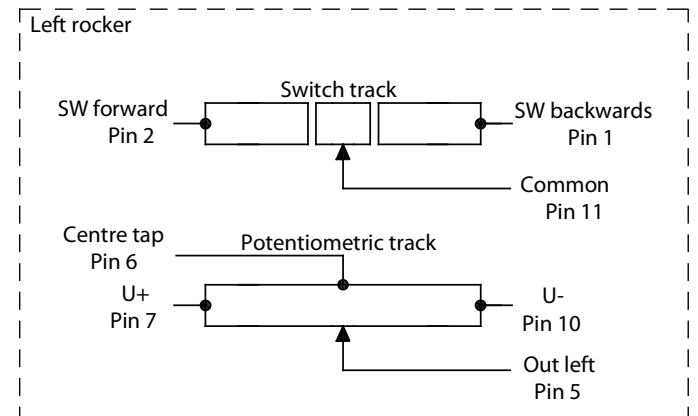 Left rocker
Switch track
SW forward
Pin 2
SW backwards
Pin 1
Common
Pin 11
Centre tap
Pin 6
Potentiometric track
U+
Pin 7
U-
Pin 10
Out left
Pin 5